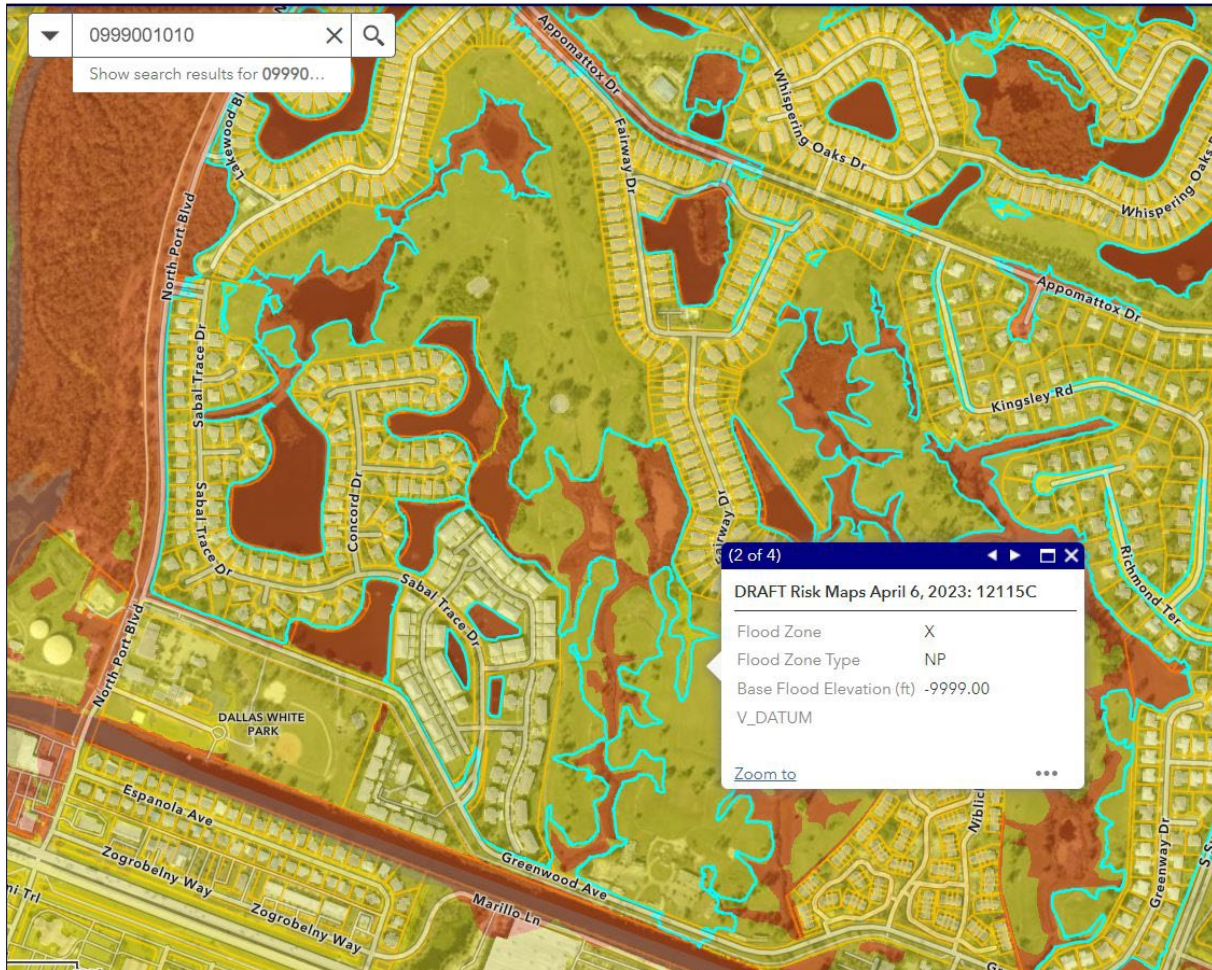 0999001010
Show search results for 09990...
Appomattox Dr
Whispering Oaks Dr
Whispering Oaks
Lakewood Bl
North Port Blvd
Fairway Dr
Appomattox Dr
Sabal Trace Dr
Kingsley Rd
Concord Dr
Sabal Trace Dr
Fairway Dr
Richmond Ter
Sabal Trace Dr
North Port Blvd
(2 of 4)
DRAFT Risk Maps April 6, 2023: 12115C
Flood Zone X
Flood Zone Type NP
Base Flood Elevation (ft) -9999.00
V_DATUM
Zoom to
DALLAS WHITE
PARK
Espanola Ave
Niblick
Greenway Dr
Zogrobelny Way
Greenwood Ave
Marillo Ln
Zogrobelny Way
mi Trl